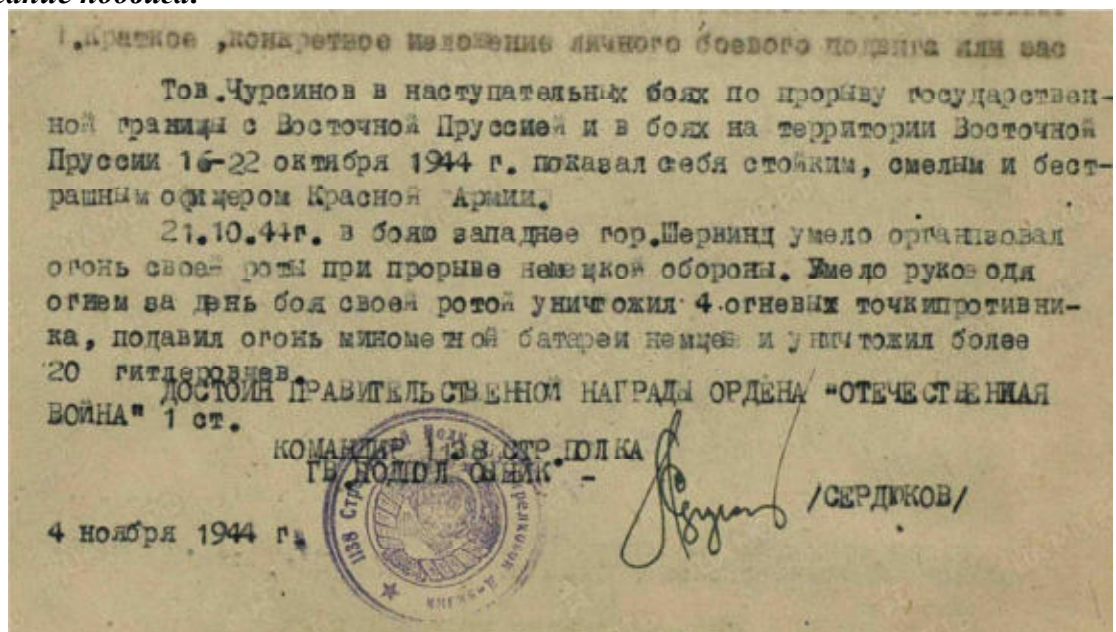 I.Краткое ,конкретное изложение личного боевого подвига или зас
Тов.Чурсинов в наступательных боях по прорыву государствен-
ной границы с Восточной Пруссией и в боях на территории Восточной
Пруссии 16-22 октября 1944 г. показал себя стойким, смелым и бест-
рашным офицером Красной Армии.
21.10.44г. в бою западнее гор.Шервинд умело организовал
огонь своей роты при прорыве немецкой обороны. Умело руководя
огнем за день боя своей ротой уничтожил 4 огневых точкипротивни-
ка, подавил огонь минометной батареи немцев и уничтожил более
20 гитлеровцев.
ДОСТОИН ПРАВИТЕЛЬСТВЕННОЙ НАГРАДЫ ОРДЕНА "ОТЕЧЕСТВЕННАЯ
ВОЙНА" 1 ст.
КОМАНДИР 1138 СТР.ПОЛКА
ГВ.ПОДПОЛКОВНИК -
/СЕРДЮКОВ/
4 ноября 1944 г.
1138 Стр